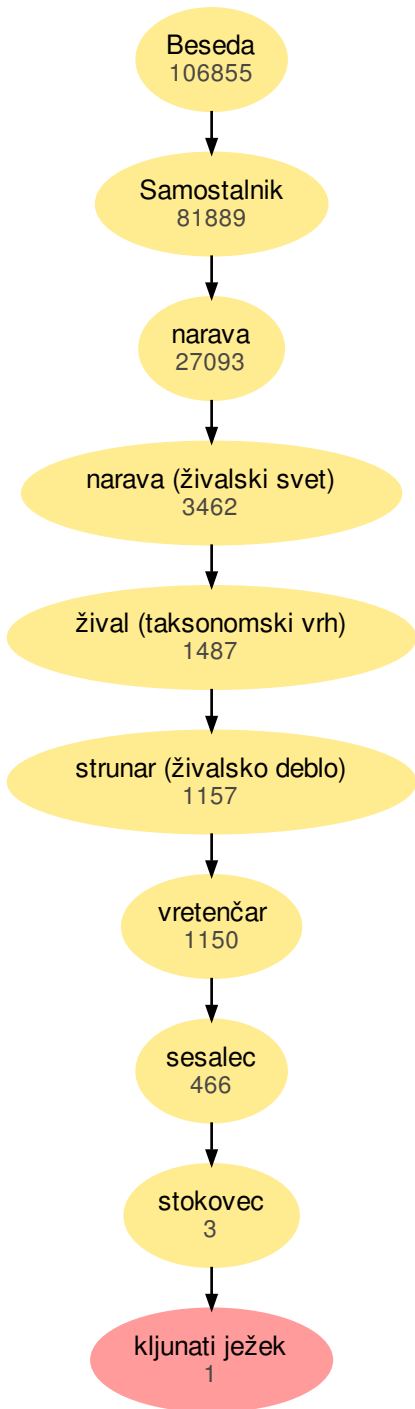 Beseda
106855
Samostalnik
81889
narava
27093
narava (živalski svet)
3462
žival (taksonomski vrh)
1487
strunar (živalsko deblo)
1157
vretenčar
1150
sesalec
466
stokovec
3
kljunati ježek
1